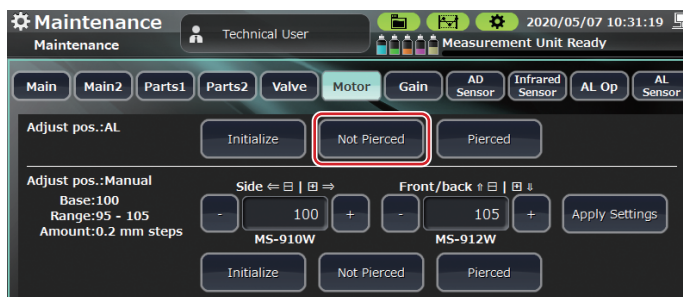 Maintenance
Technical User
2020/05/07 10:31:19
Maintenance
Measurement Unit Ready
Main Main2 Parts1 Parts2 Valve Motor Gain AD Sensor Infrared Sensor AL Op AL Sensor
Adjust pos.:AL
Initialize Not Pierced Pierced
Adjust pos.:Manual
Side ⇐ ⊟ | ⊞ ⇒ Front/back ⇑ ⊟ | ⊞ ⇓
Base:100
Range:95 - 105
Amount:0.2 mm steps
- 100 + - 105 + Apply Settings
MS-910W MS-912W
Initialize Not Pierced Pierced